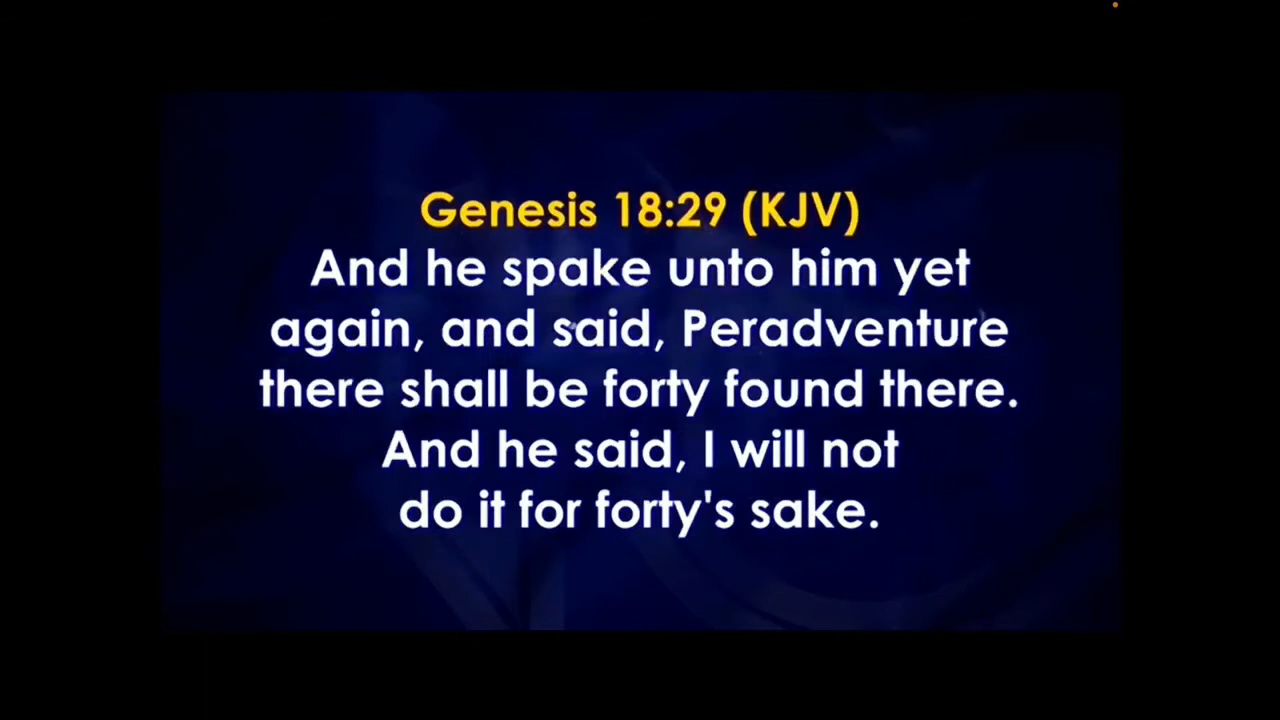 Genesis 18:29 (KJV)
And he spake unto him yet
again, and said, Peradventure
there shall be forty found there.
And he said, I will not
do it for forty's sake.